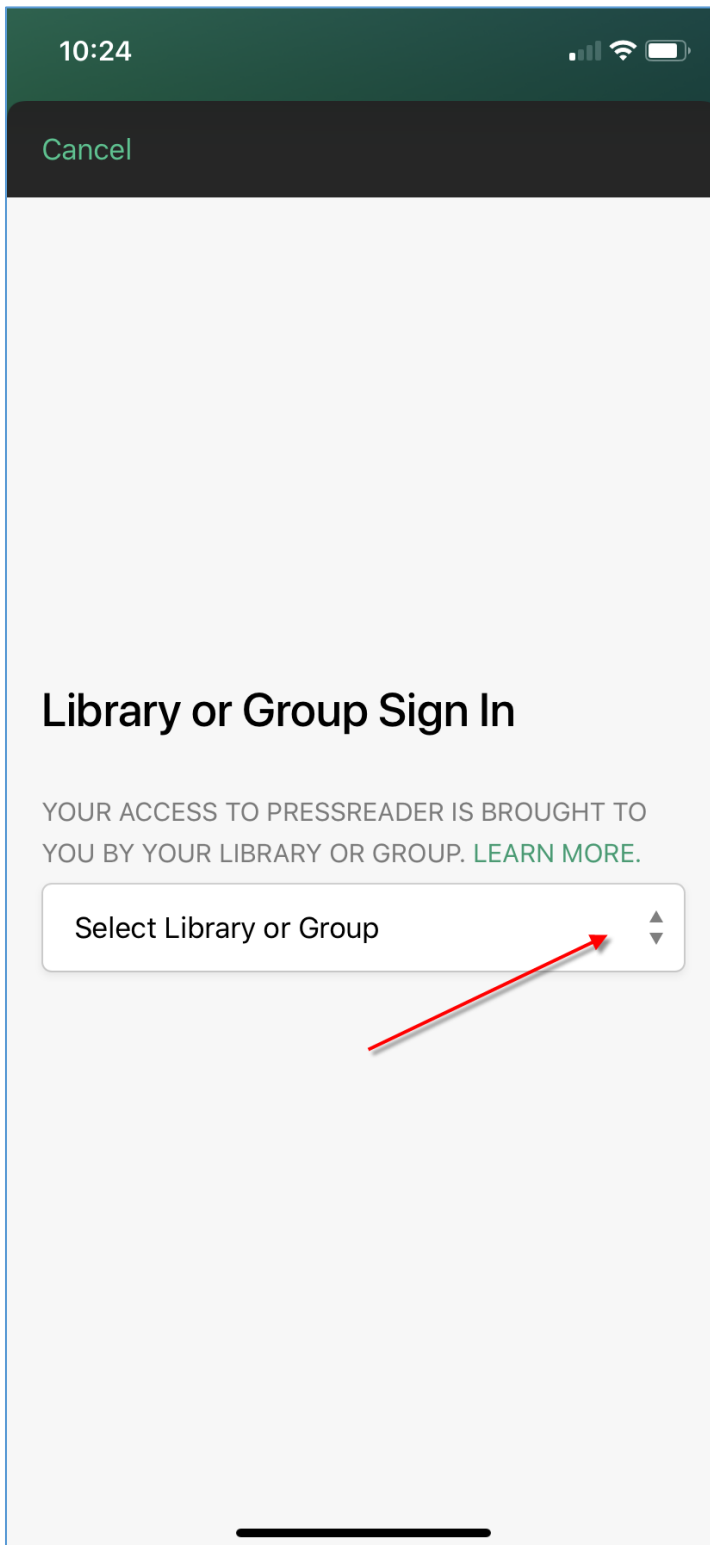 10:24
Cancel
Library or Group Sign In
YOUR ACCESS TO PRESSREADER IS BROUGHT TO
YOU BY YOUR LIBRARY OR GROUP. LEARN MORE.
Select Library or Group